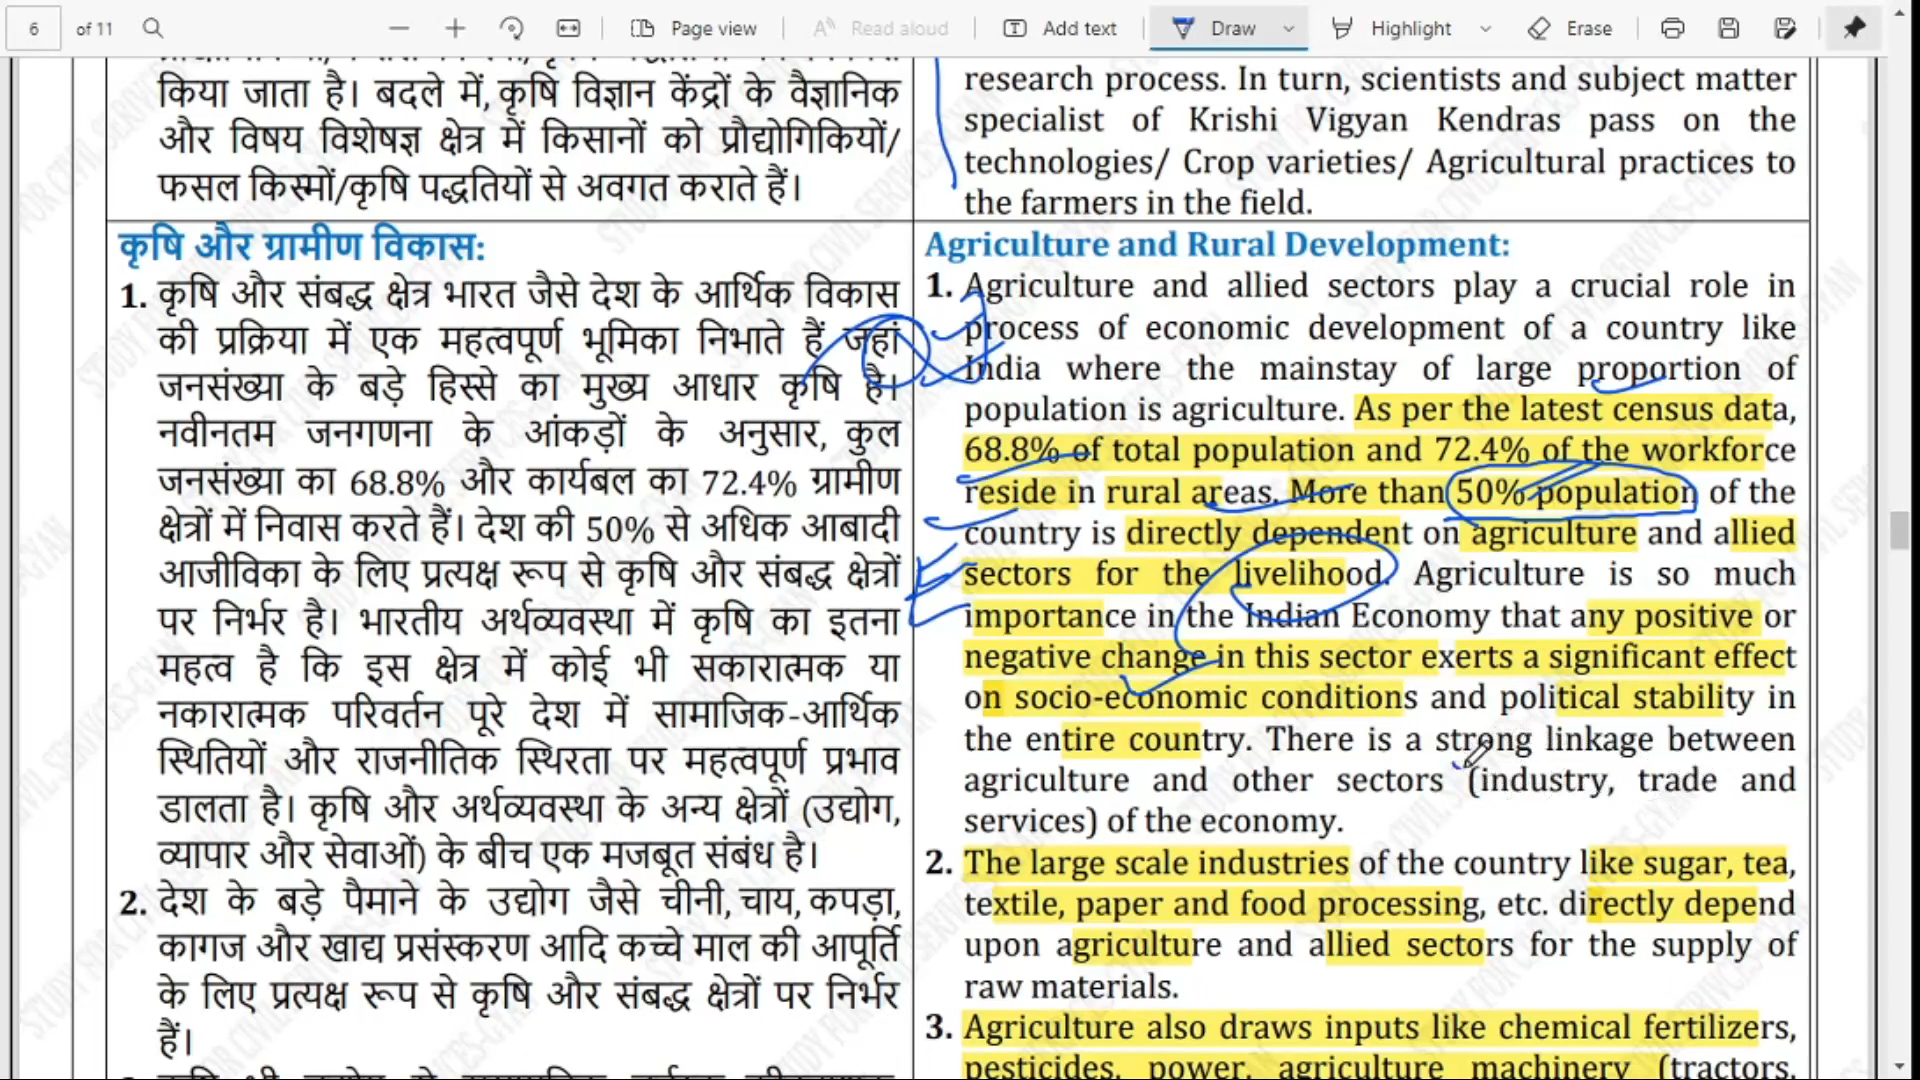 6 of 11 Page view Read aloud Add text Draw Highlight Erase
किया जाता है। बदले में, कृषि विज्ञान केंद्रों के वैज्ञानिक
और विषय विशेषज्ञ क्षेत्र में किसानों को प्रौद्योगिकियों/
फसल किस्मों/कृषि पद्धतियों से अवगत कराते हैं।
कृषि और ग्रामीण विकास:
1. कृषि और संबद्ध क्षेत्र भारत जैसे देश के आर्थिक विकास
की प्रक्रिया में एक महत्वपूर्ण भूमिका निभाते हैं जहां
जनसंख्या के बड़े हिस्से का मुख्य आधार कृषि है।
नवीनतम जनगणना के आंकड़ों के अनुसार, कुल
जनसंख्या का 68.8% और कार्यबल का 72.4% ग्रामीण
क्षेत्रों में निवास करते हैं। देश की 50% से अधिक आबादी
आजीविका के लिए प्रत्यक्ष रूप से कृषि और संबद्ध क्षेत्रों
पर निर्भर है। भारतीय अर्थव्यवस्था में कृषि का इतना
महत्व है कि इस क्षेत्र में कोई भी सकारात्मक या
नकारात्मक परिवर्तन पूरे देश में सामाजिक-आर्थिक
स्थितियों और राजनीतिक स्थिरता पर महत्वपूर्ण प्रभाव
डालता है। कृषि और अर्थव्यवस्था के अन्य क्षेत्रों (उद्योग,
व्यापार और सेवाओं) के बीच एक मजबूत संबंध है।
2. देश के बड़े पैमाने के उद्योग जैसे चीनी, चाय, कपड़ा,
कागज और खाद्य प्रसंस्करण आदि कच्चे माल की आपूर्ति
के लिए प्रत्यक्ष रूप से कृषि और संबद्ध क्षेत्रों पर निर्भर
हैं।
research process. In turn, scientists and subject matter
specialist of Krishi Vigyan Kendras pass on the
technologies/ Crop varieties/ Agricultural practices to
the farmers in the field.
Agriculture and Rural Development:
1. Agriculture and allied sectors play a crucial role in
process of economic development of a country like
India where the mainstay of large proportion of
population is agriculture. As per the latest census data,
68.8% of total population and 72.4% of the workforce
reside in rural areas. More than 50% population of the
country is directly dependent on agriculture and allied
sectors for the livelihood. Agriculture is so much
importance in the Indian Economy that any positive or
negative change in this sector exerts a significant effect
on socio-economic conditions and political stability in
the entire country. There is a strong linkage between
agriculture and other sectors (industry, trade and
services) of the economy.
2. The large scale industries of the country like sugar, tea,
textile, paper and food processing, etc. directly depend
upon agriculture and allied sectors for the supply of
raw materials.
3. Agriculture also draws inputs like chemical fertilizers,
pesticides, power, agriculture machinery (tractors,